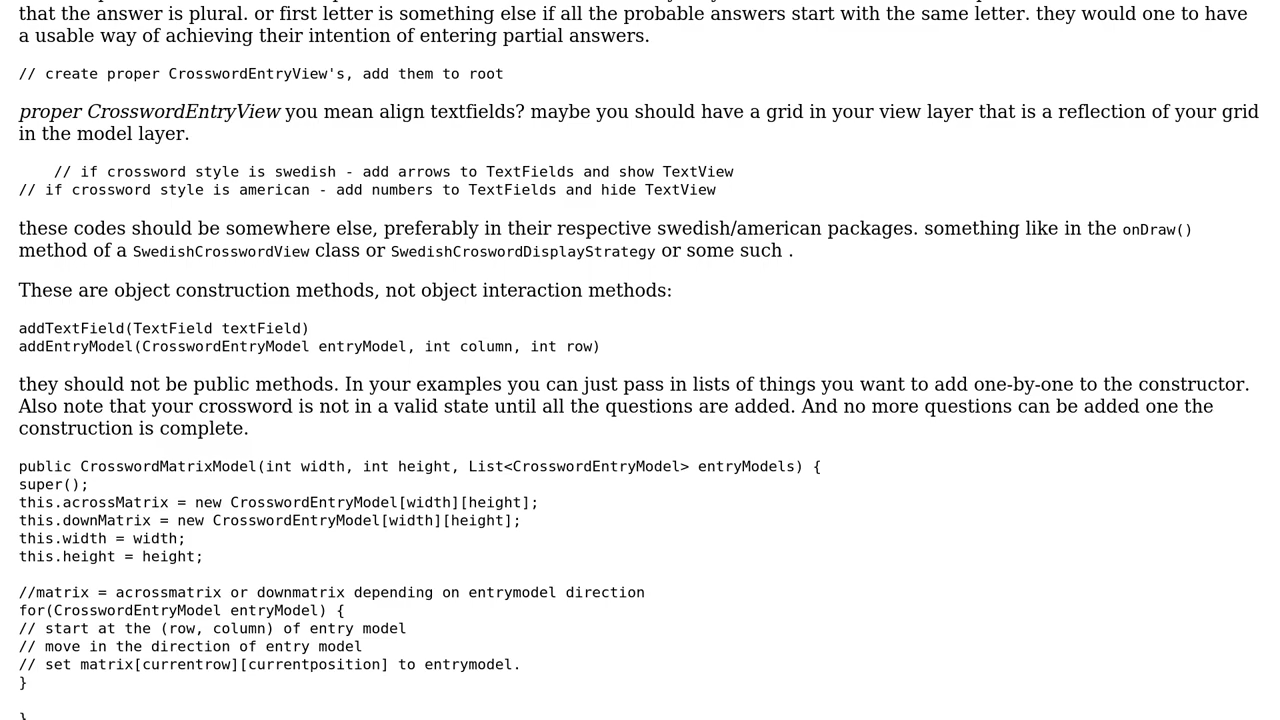 that the answer is plural. or first letter is something else if all the probable answers start with the same letter. they would one to have
a usable way of achieving their intention of entering partial answers.
// create proper CrosswordEntryView's, add them to root
proper CrosswordEntryView you mean align textfields? maybe you should have a grid in your view layer that is a reflection of your grid
in the model layer.
// if crossword style is swedish - add arrows to TextFields and show TextView
// if crossword style is american - add numbers to TextFields and hide TextView
these codes should be somewhere else, preferably in their respective swedish/american packages. something like in the onDraw()
method of a SwedishCrosswordView class or SwedishCroswordDisplayStrategy or some such .
These are object construction methods, not object interaction methods:
addTextField(TextField textField)
addEntryModel(CrosswordEntryModel entryModel, int column, int row)
they should not be public methods. In your examples you can just pass in lists of things you want to add one-by-one to the constructor.
Also note that your crossword is not in a valid state until all the questions are added. And no more questions can be added one the
construction is complete.
public CrosswordMatrixModel(int width, int height, List<CrosswordEntryModel> entryModels) {
super();
this.acrossMatrix = new CrosswordEntryModel[width][height];
this.downMatrix = new CrosswordEntryModel[width][height];
this.width = width;
this.height = height;
//matrix = acrossmatrix or downmatrix depending on entrymodel direction
for(CrosswordEntryModel entryModel) {
// start at the (row, column) of entry model
// move in the direction of entry model
// set matrix[currentrow][currentposition] to entrymodel.
}
}